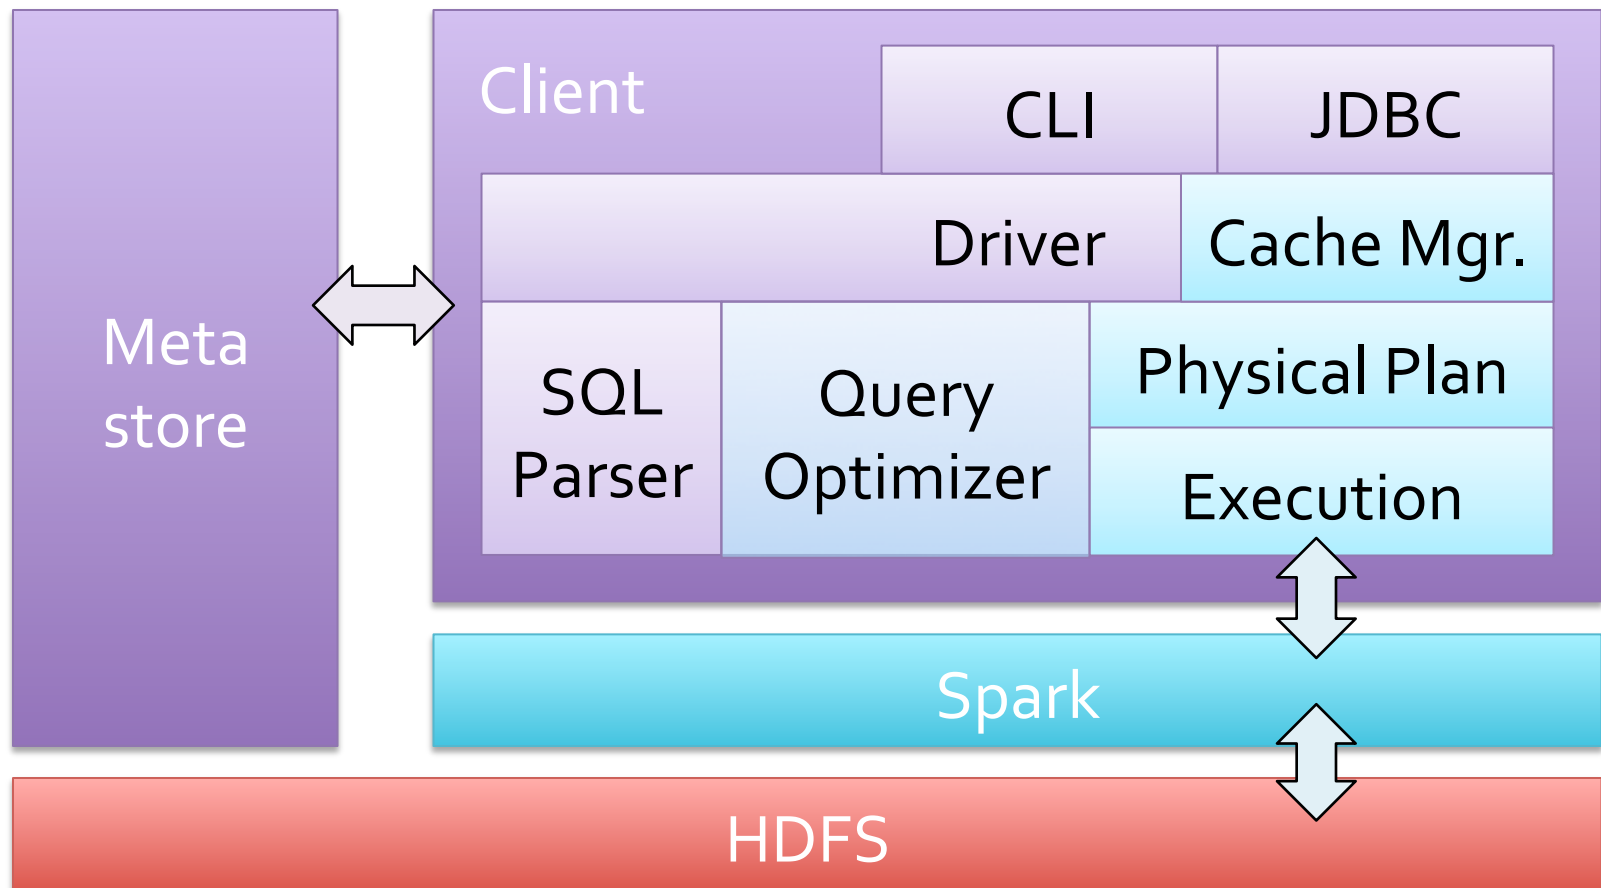 Client
CLI
JDBC
Driver
Cache Mgr.
Meta
store
SQL
Parser
Query
Optimizer
Physical Plan
Execution
Spark
HDFS